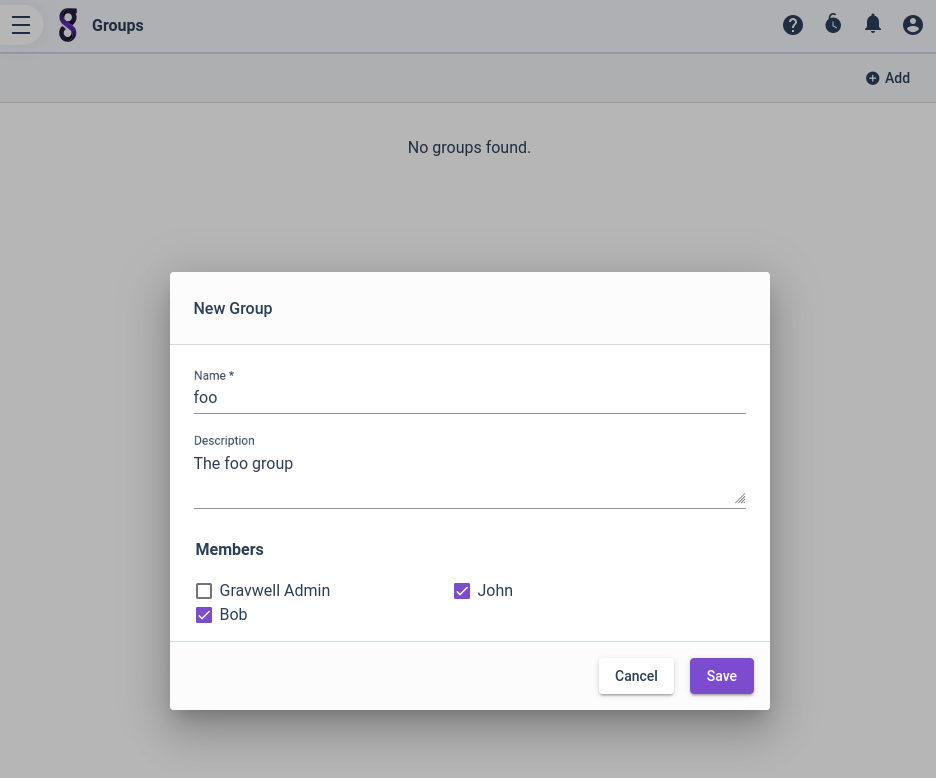 Groups
Add
No groups found.
New Group
Name *
foo
Description
The foo group
Members
Gravwell Admin
John
Bob
Cancel
Save